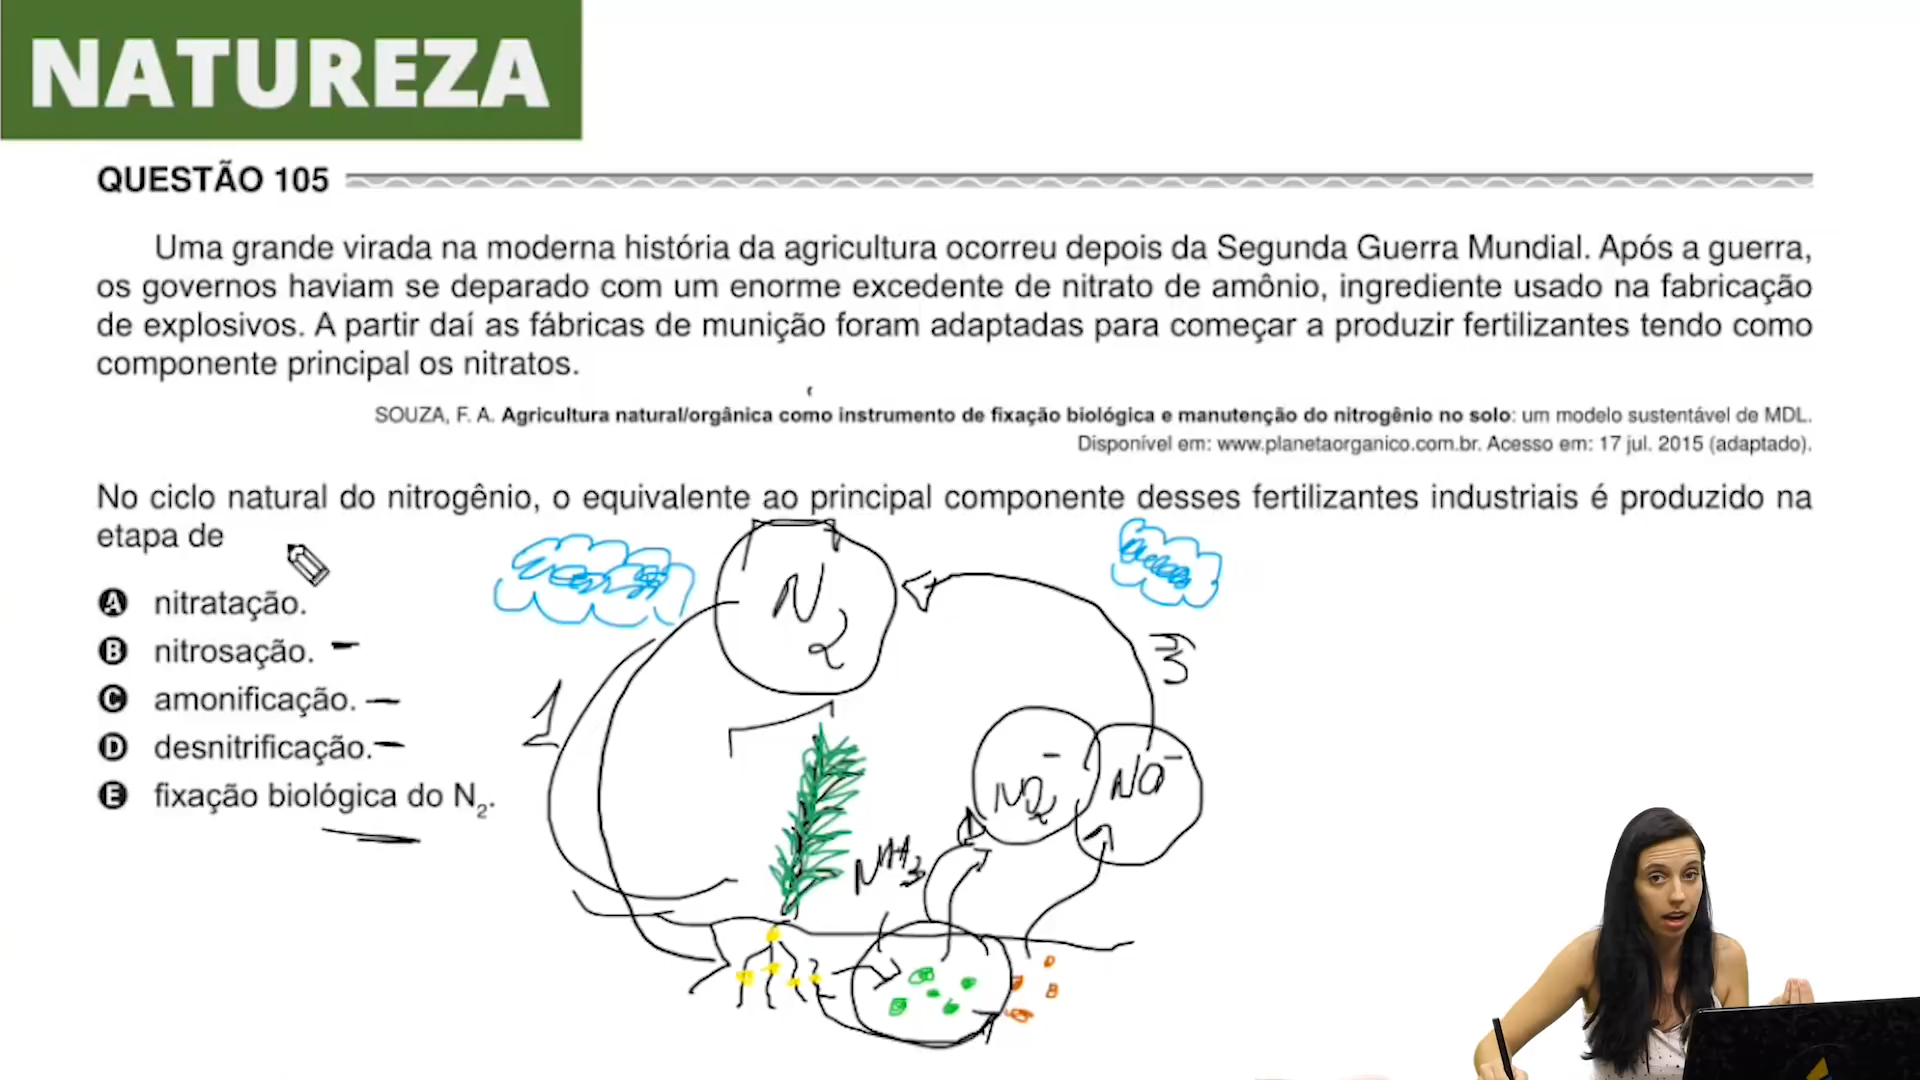 NATUREZA
QUESTÃO 105
Uma grande virada na moderna história da agricultura ocorreu depois da Segunda Guerra Mundial. Após a guerra,
os governos haviam se deparado com um enorme excedente de nitrato de amônio, ingrediente usado na fabricação
de explosivos. A partir daí as fábricas de munição foram adaptadas para começar a produzir fertilizantes tendo como
componente principal os nitratos.
SOUZA, F. A. Agricultura natural/orgânica como instrumento de fixação biológica e manutenção do nitrogênio no solo: um modelo sustentável de MDL.
Disponível em: www.planetaorganico.com.br. Acesso em: 17 jul. 2015 (adaptado).
No ciclo natural do nitrogênio, o equivalente ao principal componente desses fertilizantes industriais é produzido na
etapa de
A nitratação.
B nitrosação.
C amonificação.
D desnitrificação.
E fixação biológica do N₂.
N₂
1
3
NO₂⁻
NO⁻
NH₃